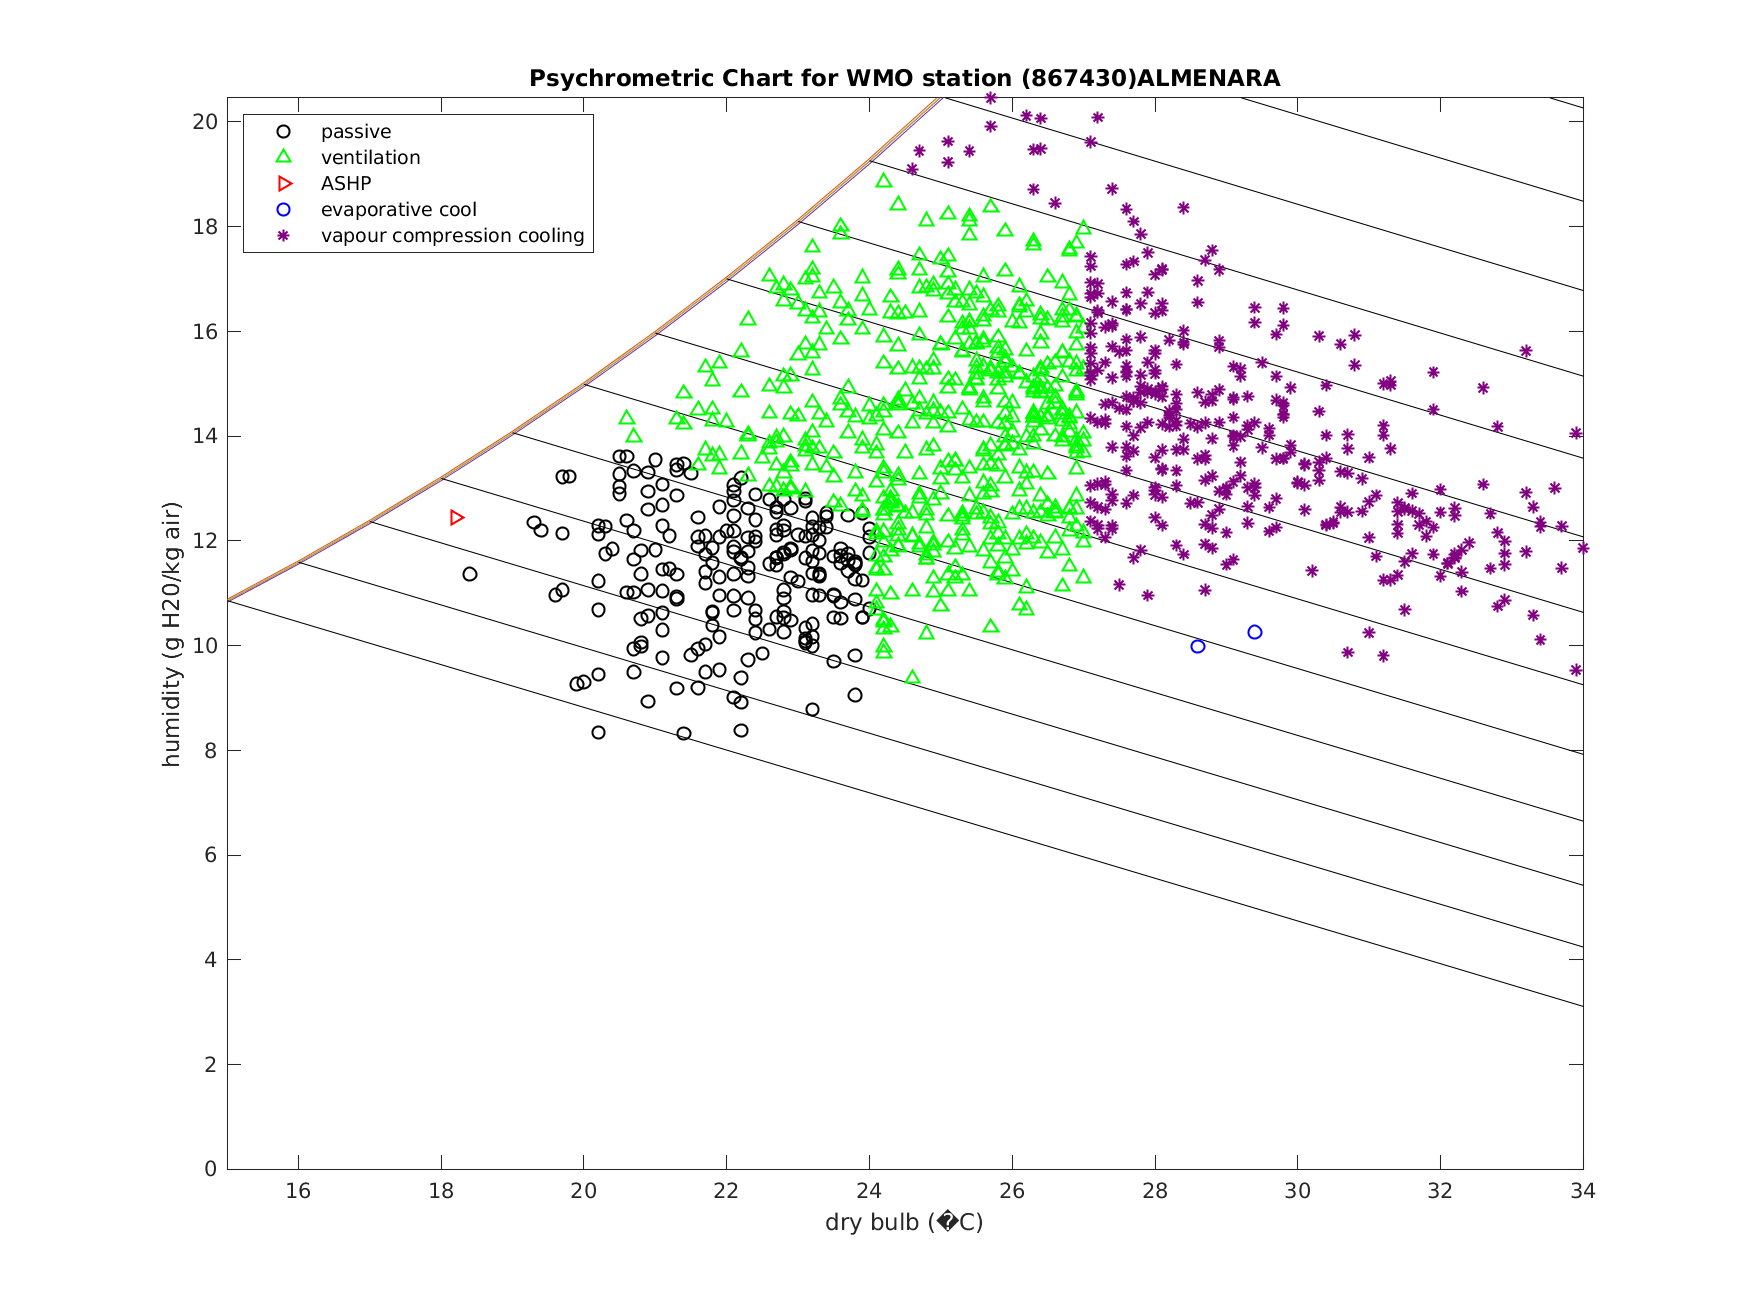 Psychrometric Chart for WMO station (867430)ALMENARA
passive
ventilation
ASHP
evaporative cool
vapour compression cooling
humidity (g H20/kg air)
20
18
16
14
12
10
8
6
4
2
0
16 18 20 22 24 26 28 30 32 34
dry bulb (�C)